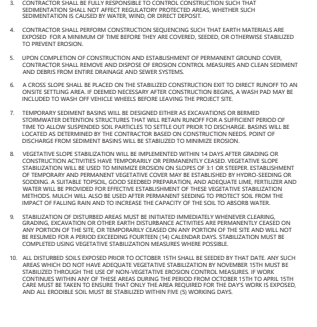 3. CONTRACTOR SHALL BE FULLY RESPONSIBLE TO CONTROL CONSTRUCTION SUCH THAT
SEDIMENTATION SHALL NOT AFFECT REGULATORY PROTECTED AREAS, WHETHER SUCH
SEDIMENTATION IS CAUSED BY WATER, WIND, OR DIRECT DEPOSIT.
4. CONTRACTOR SHALL PERFORM CONSTRUCTION SEQUENCING SUCH THAT EARTH MATERIALS ARE
EXPOSED FOR A MINIMUM OF TIME BEFORE THEY ARE COVERED, SEEDED, OR OTHERWISE STABILIZED
TO PREVENT EROSION.
5. UPON COMPLETION OF CONSTRUCTION AND ESTABLISHMENT OF PERMANENT GROUND COVER,
CONTRACTOR SHALL REMOVE AND DISPOSE OF EROSION CONTROL MEASURES AND CLEAN SEDIMENT
AND DEBRIS FROM ENTIRE DRAINAGE AND SEWER SYSTEMS.
6. A CROSS SLOPE SHALL BE PLACED ON THE STABILIZED CONSTRUCTION EXIT TO DIRECT RUNOFF TO AN
ONSITE SETTLING AREA. IF DEEMED NECESSARY AFTER CONSTRUCTION BEGINS, A WASH PAD MAY BE
INCLUDED TO WASH OFF VEHICLE WHEELS BEFORE LEAVING THE PROJECT SITE.
7. TEMPORARY SEDIMENT BASINS WILL BE DESIGNED EITHER AS EXCAVATIONS OR BERMED
STORMWATER DETENTION STRUCTURES THAT WILL RETAIN RUNOFF FOR A SUFFICIENT PERIOD OF
TIME TO ALLOW SUSPENDED SOIL PARTICLES TO SETTLE OUT PRIOR TO DISCHARGE. BASINS WILL BE
LOCATED AS DETERMINED BY THE CONTRACTOR BASED ON CONSTRUCTION NEEDS. POINT OF
DISCHARGE FROM SEDIMENT BASINS WILL BE STABILIZED TO MINIMIZE EROSION.
8. VEGETATIVE SLOPE STABILIZATION WILL BE IMPLEMENTED WITHIN 14 DAYS AFTER GRADING OR
CONSTRUCTION ACTIVITIES HAVE TEMPORARILY OR PERMANENTLY CEASED. VEGETATIVE SLOPE
STABILIZATION WILL BE USED TO MINIMIZE EROSION ON SLOPES OF 3:1 OR STEEPER. ESTABLISHMENT
OF TEMPORARY AND PERMANENT VEGETATIVE COVER MAY BE ESTABLISHED BY HYDRO-SEEDING OR
SODDING. A SUITABLE TOPSOIL, GOOD SEEDBED PREPARATION, AND ADEQUATE LIME, FERTILIZER AND
WATER WILL BE PROVIDED FOR EFFECTIVE ESTABLISHMENT OF THESE VEGETATIVE STABILIZATION
METHODS. MULCH WILL ALSO BE USED AFTER PERMANENT SEEDING TO PROTECT SOIL FROM THE
IMPACT OF FALLING RAIN AND TO INCREASE THE CAPACITY OF THE SOIL TO ABSORB WATER.
9. STABILIZATION OF DISTURBED AREAS MUST BE INITIATED IMMEDIATELY WHENEVER CLEARING,
GRADING, EXCAVATION OR OTHER EARTH DISTURBANCE ACTIVITIES ARE PERMANENTLY CEASED ON
ANY PORTION OF THE SITE, OR TEMPORARILY CEASED ON ANY PORTION OF THE SITE AND WILL NOT
BE RESUMED FOR A PERIOD EXCEEDING FOURTEEN (14) CALENDAR DAYS. STABILIZATION MUST BE
COMPLETED USING VEGETATIVE STABILIZATION MEASURES WHERE POSSIBLE.
10. ALL DISTURBED SOILS EXPOSED PRIOR TO OCTOBER 15TH SHALL BE SEEDED BY THAT DATE. ANY SUCH
AREAS WHICH DO NOT HAVE ADEQUATE VEGETATIVE STABILIZATION BY NOVEMBER 15TH MUST BE
STABILIZED THROUGH THE USE OF NON-VEGETATIVE EROSION CONTROL MEASURES. IF WORK
CONTINUES WITHIN ANY OF THESE AREAS DURING THE PERIOD FROM OCTOBER 15TH TO APRIL 15TH
CARE MUST BE TAKEN TO ENSURE THAT ONLY THE AREA REQUIRED FOR THE DAY'S WORK IS EXPOSED,
AND ALL ERODIBLE SOIL MUST BE STABILIZED WITHIN FIVE (5) WORKING DAYS.